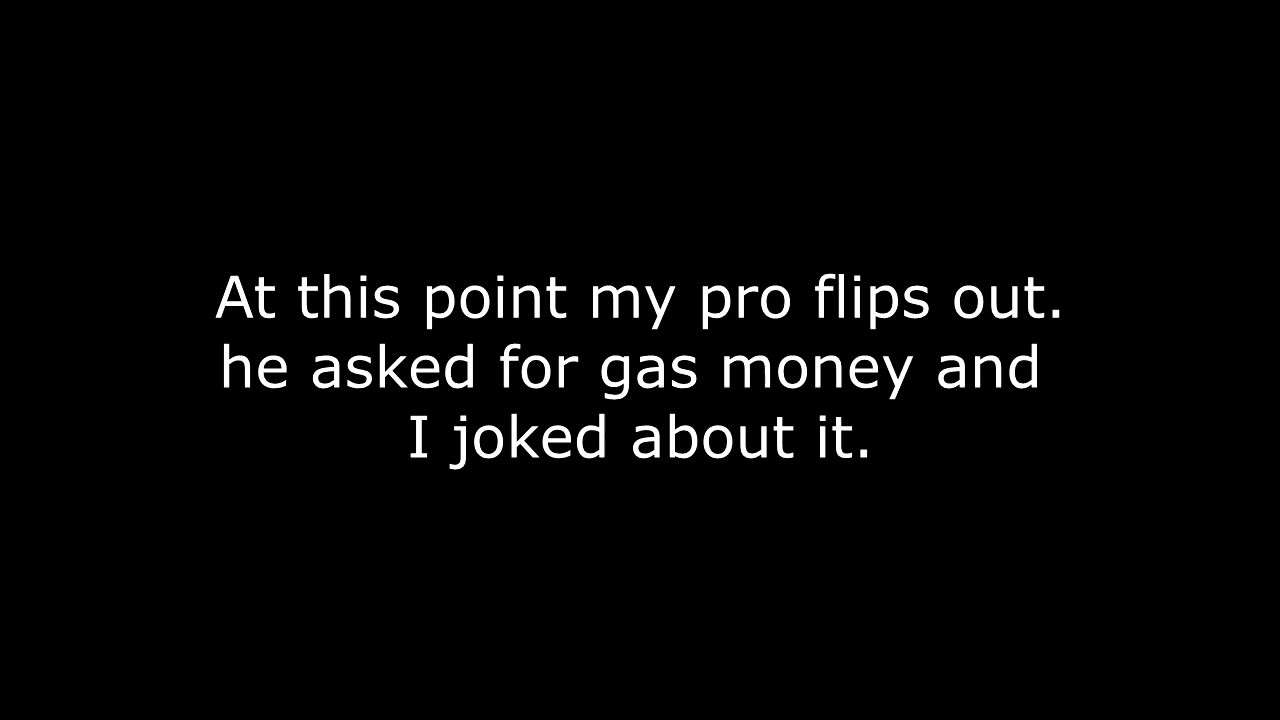 At this point my pro flips out.
he asked for gas money and
I joked about it.